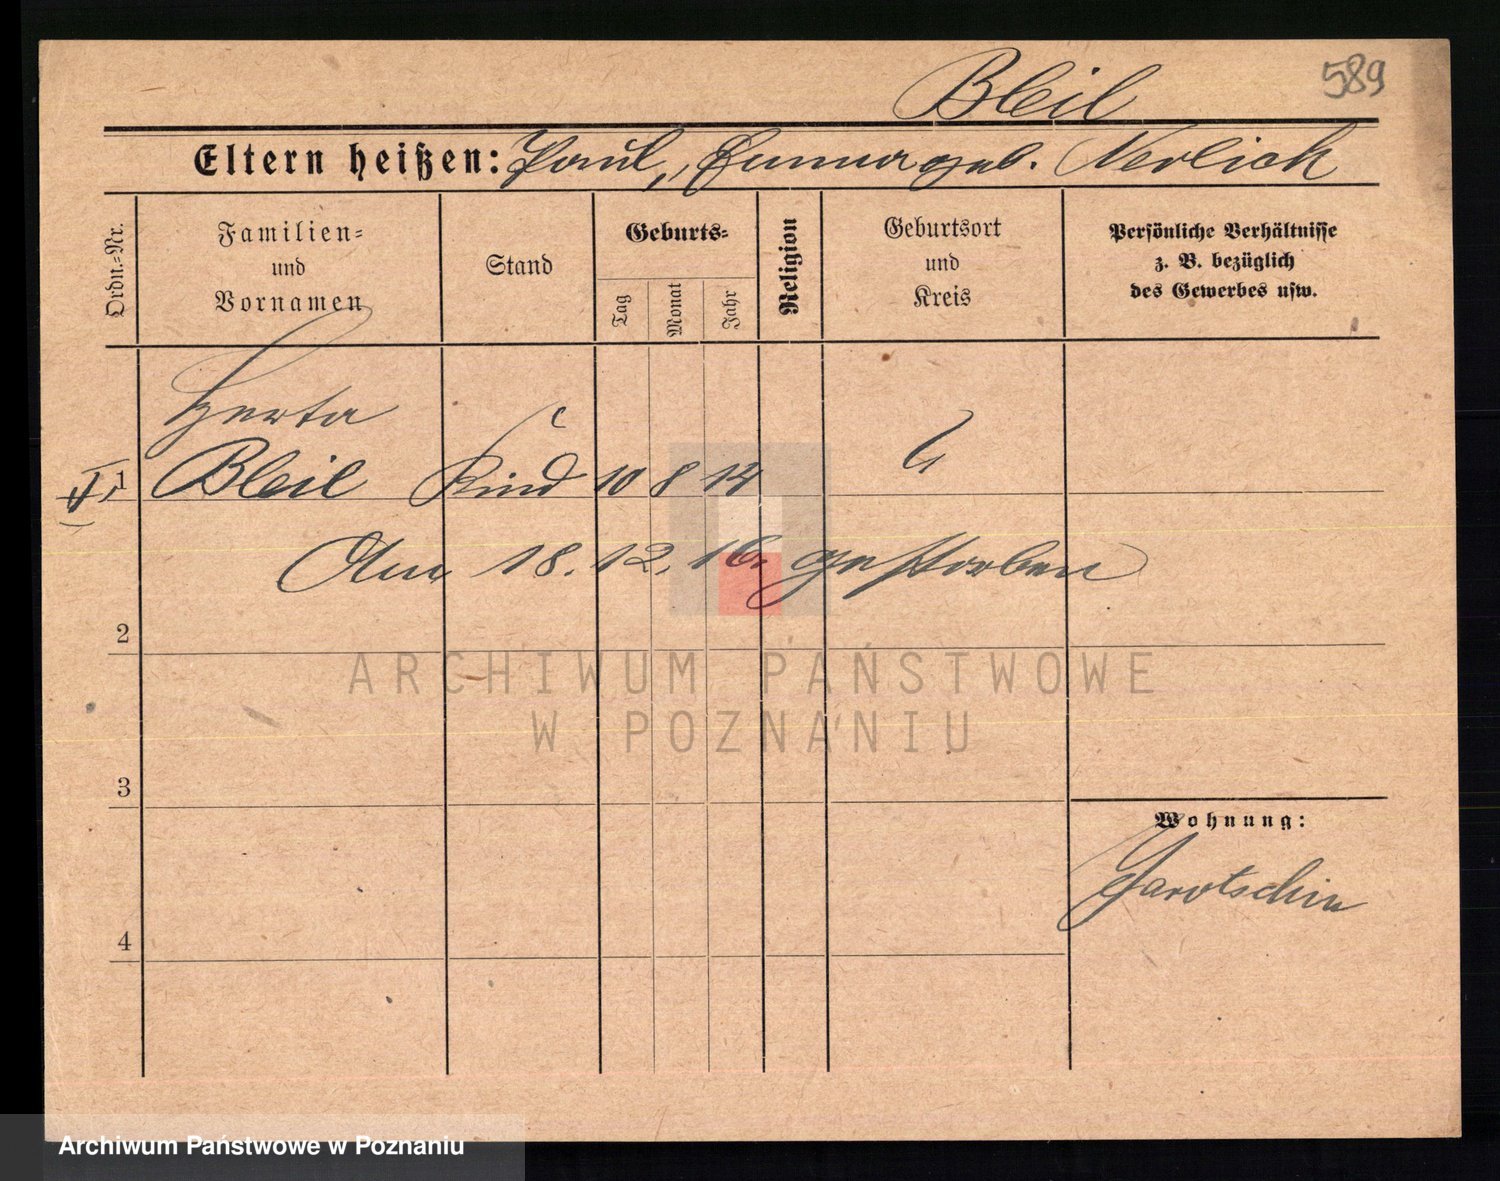 Bleil
589
Eltern heißen: Paul, Emma geb. Nerlich
Ordn.-Nr.
Familien-
und
Vornamen
Stand
Geburts-
Tag
Monat
Jahr
Religion
Geburtsort
und
Kreis
Persönliche Verhältnisse
z. B. bezüglich
des Gewerbes usw.
Herta
1 Bleil Kind 10 8 14
Am 18. 12. 16. gestorben
2
ARCHIWUM PAŃSTWOWE
W POZNANIU
3
Wohnung:
Jarotschin
4
Archiwum Państwowe w Poznaniu